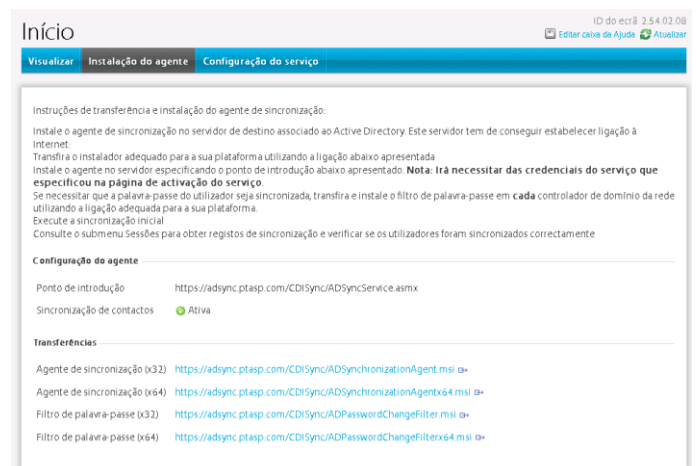 Início
ID do ecrã 2.54.02.08
Editar caixa da Ajuda Atualizar
Visualizar Instalação do agente Configuração do serviço
Instruções de transferência e instalação do agente de sincronização:
Instale o agente de sincronização no servidor de destino associado ao Active Directory. Este servidor tem de conseguir estabelecer ligação à
Internet:
Transfira o instalador adequado para a sua plataforma utilizando a ligação abaixo apresentada
Instale o agente no servidor especificando o ponto de introdução abaixo apresentado. Nota: Irá necessitar das credenciais do serviço que
especificou na página de activação do serviço.
Se necessitar que a palavra-passe do utilizador seja sincronizada, transfira e instale o filtro de palavra-passe em cada controlador de domínio da rede
utilizando a ligação adequada para a sua plataforma.
Execute a sincronização inicial
Consulte o submenu Sessões para obter registos de sincronização e verificar se os utilizadores foram sincronizados correctamente
Configuração do agente
Ponto de introdução https://adsync.ptasp.com/CDISync/ADSyncService.asmx
Sincronização de contactos Ativa
Transferências
Agente de sincronização (x32) https://adsync.ptasp.com/CDISync/ADSynchronizationAgent.msi
Agente de sincronização (x64) https://adsync.ptasp.com/CDISync/ADSynchronizationAgentx64.msi
Filtro de palavra-passe (x32) https://adsync.ptasp.com/CDISync/ADPasswordChangeFilter.msi
Filtro de palavra-passe (x64) https://adsync.ptasp.com/CDISync/ADPasswordChangeFilterx64.msi